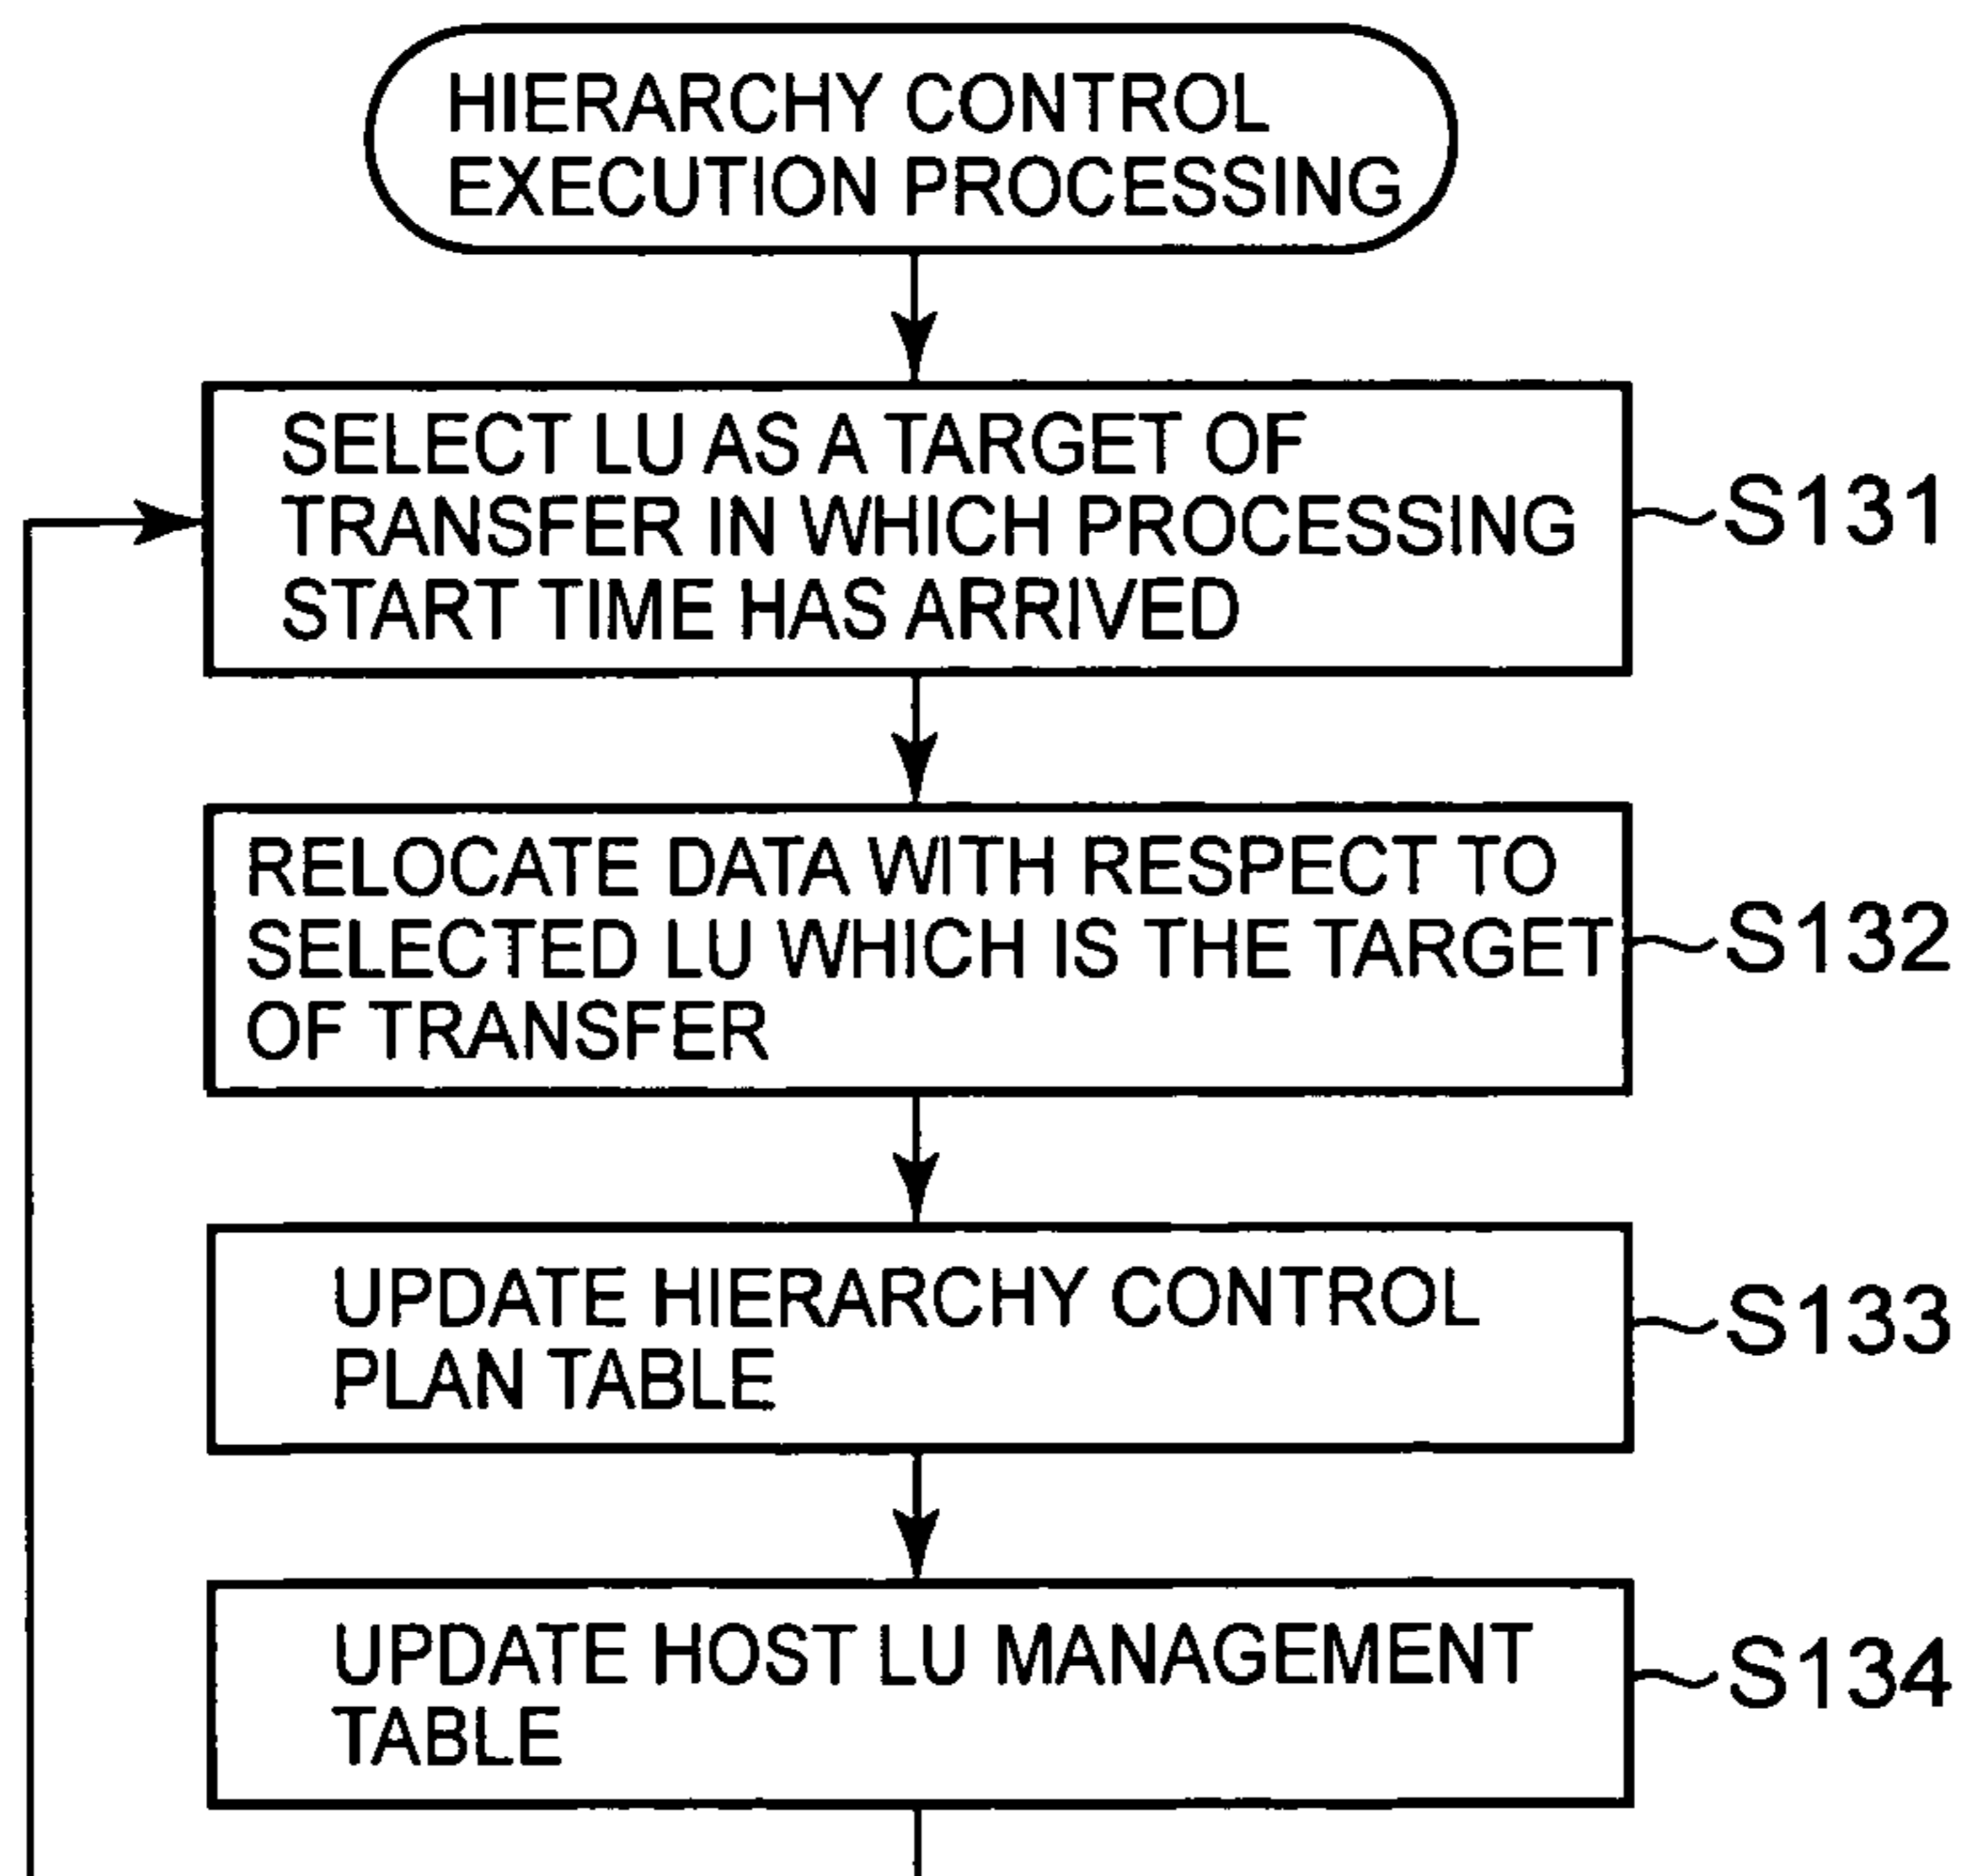 HIERARCHY CONTROL
EXECUTION PROCESSING
SELECT LU AS A TARGET OF
TRANSFER IN WHICH PROCESSING
START TIME HAS ARRIVED
S131
RELOCATE DATA WITH RESPECT TO
SELECTED LU WHICH IS THE TARGET
OF TRANSFER
S132
UPDATE HIERARCHY CONTROL
PLAN TABLE
S133
UPDATE HOST LU MANAGEMENT
TABLE
S134